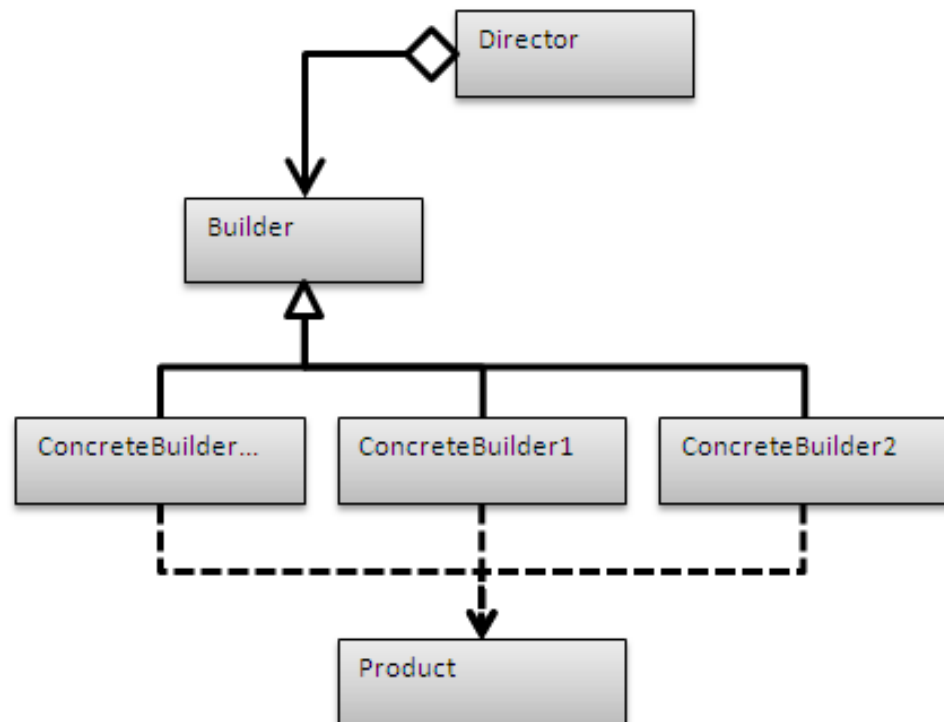 Director
Builder
ConcreteBuilder...
ConcreteBuilder1
ConcreteBuilder2
Product